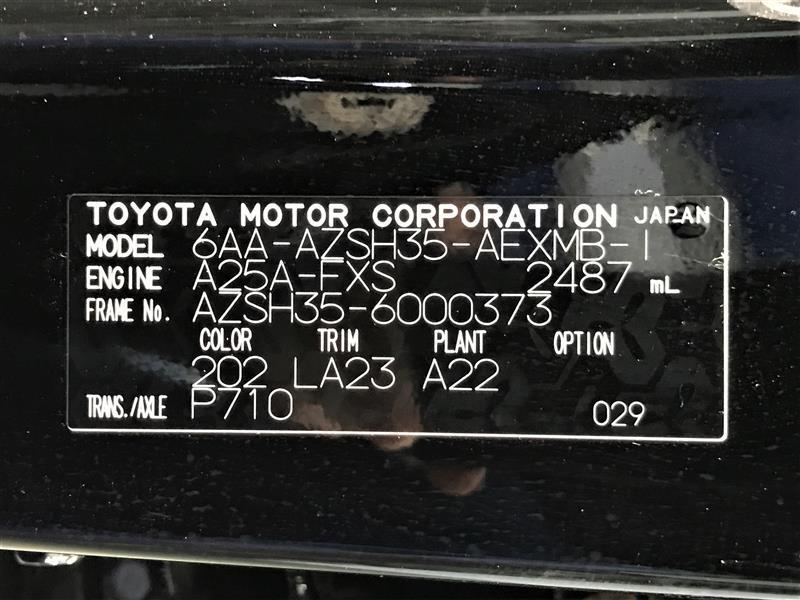 TOYOTA MOTOR CORPORATION JAPAN
MODEL 6AA-AZSH35-AEXMB-1
ENGINE A25A-FXS 2487 mL
FRAME No. AZSH35-6000373
COLOR TRIM PLANT OPTION
202 LA23 A22
TRANS./AXLE P710 029